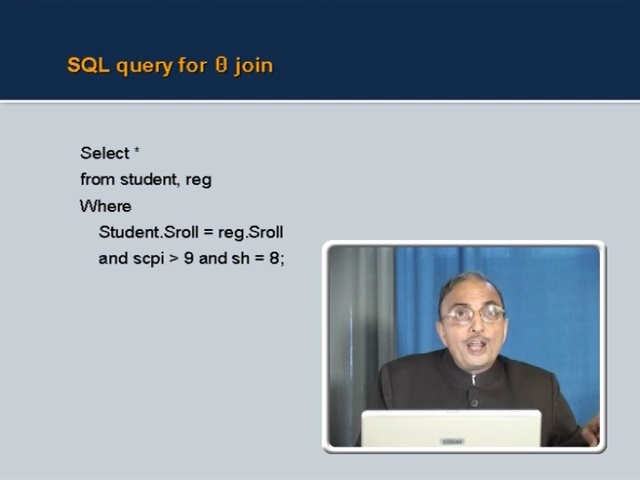 SQL query for θ join
Select *
from student, reg
Where
Student.Sroll = reg.Sroll
and scpi > 9 and sh = 8;